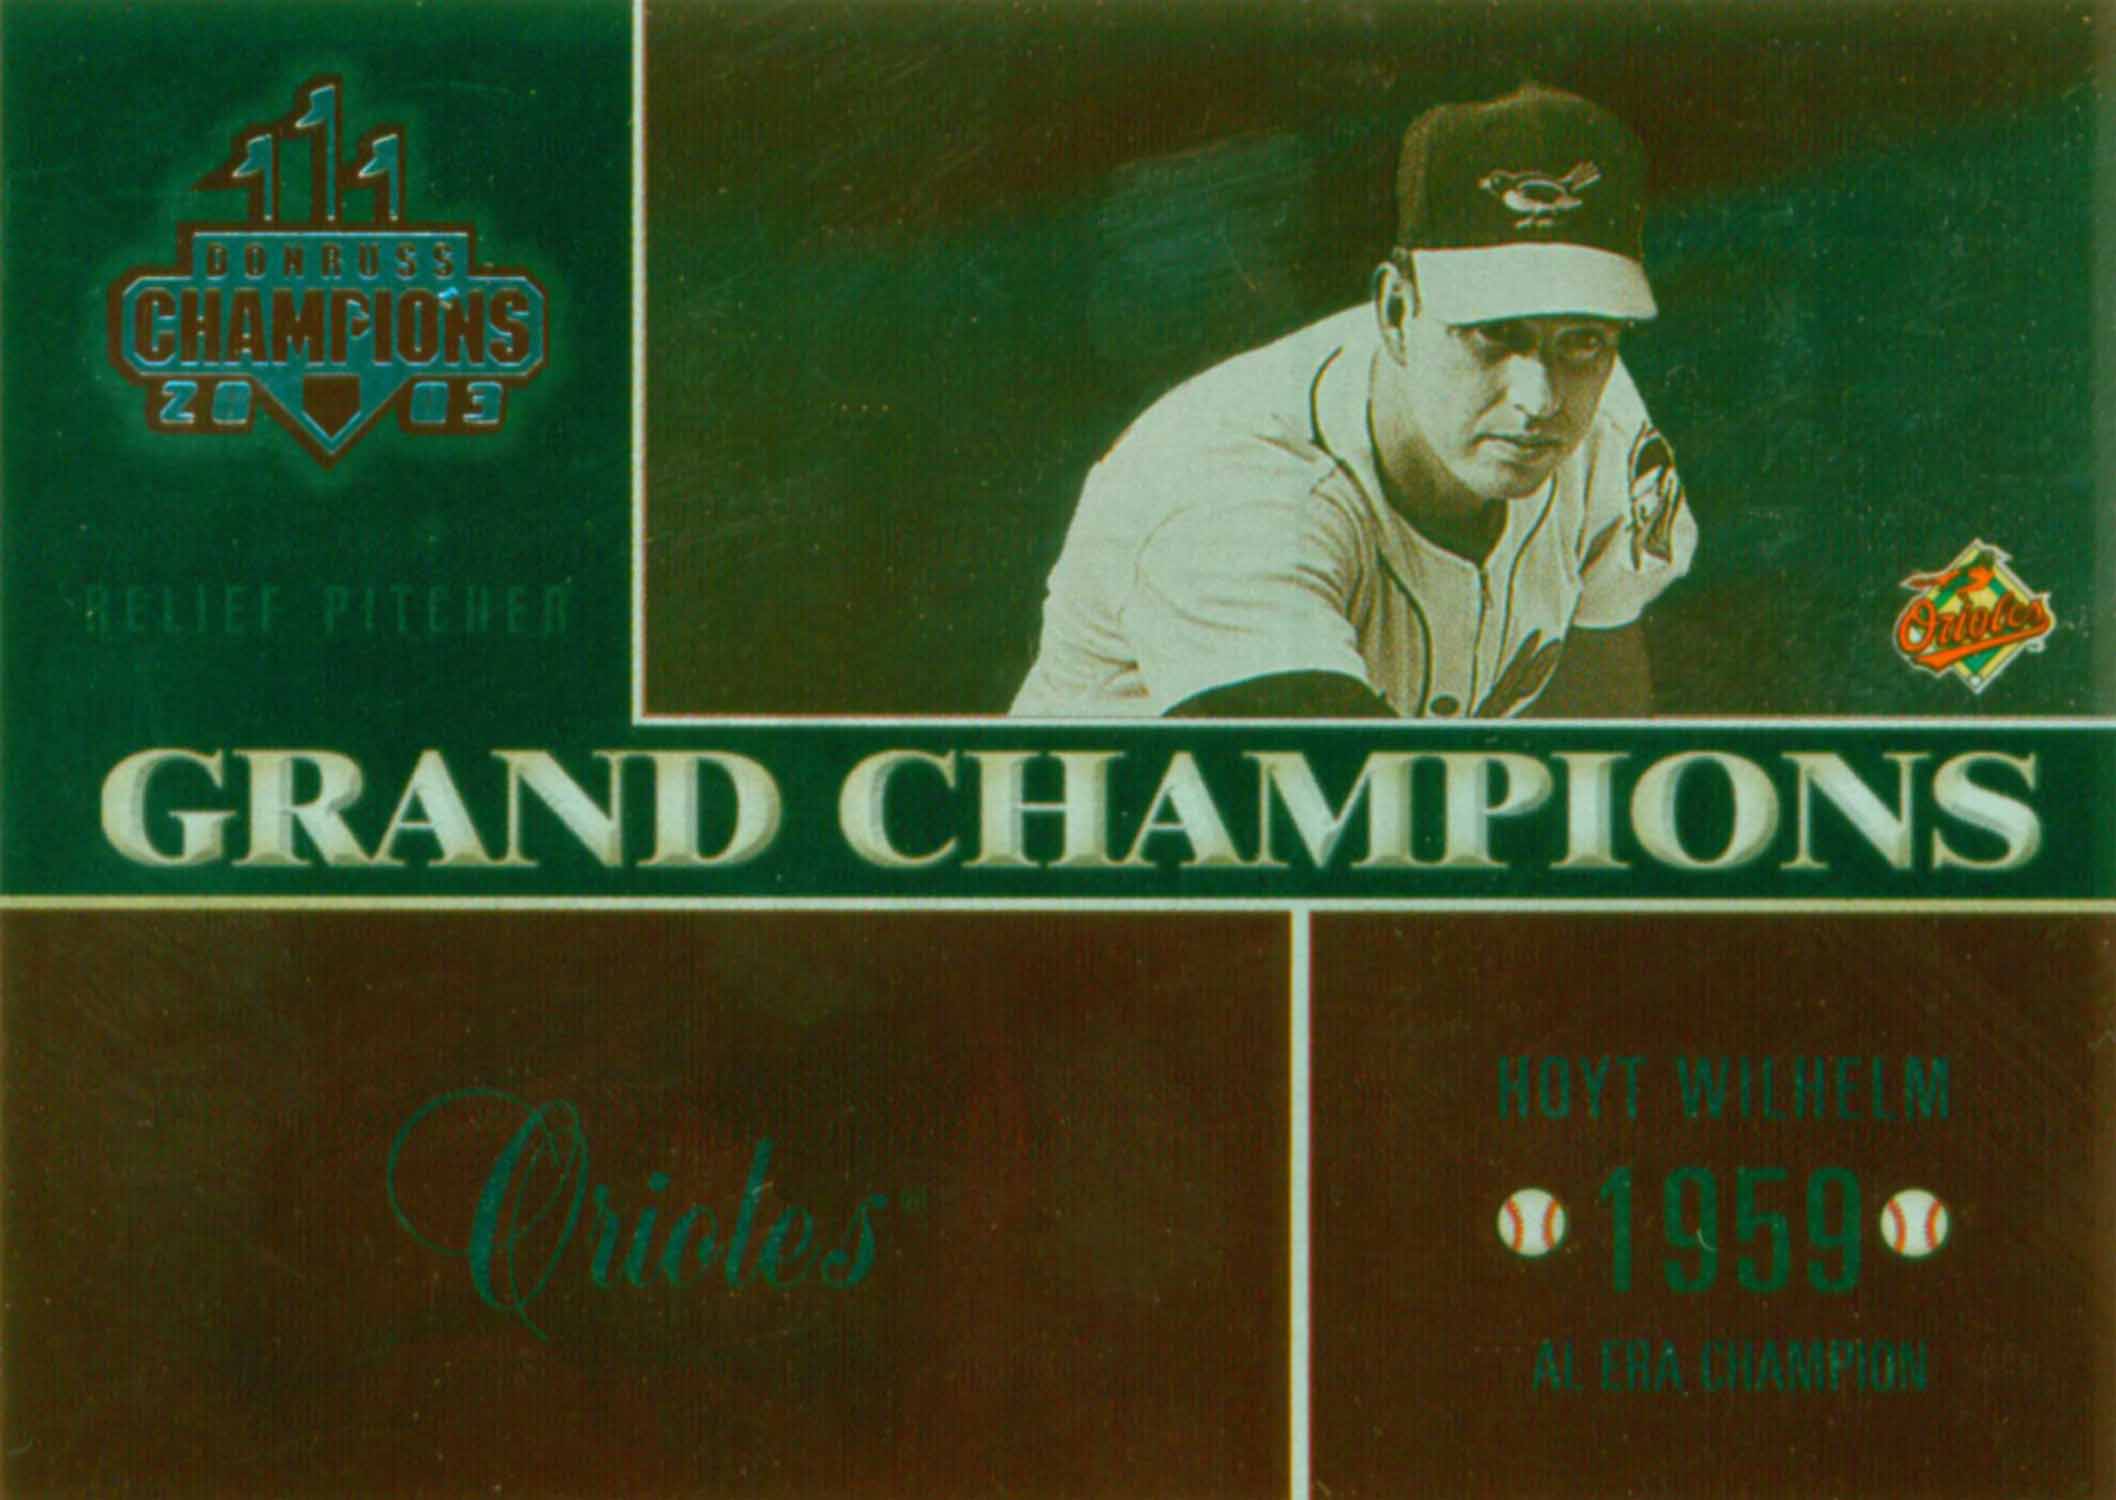 DONRUSS
CHAMPIONS
2003
RELIEF PITCHER
Orioles
GRAND CHAMPIONS
Orioles
HOYT WILHELM
1959
AL ERA CHAMPION